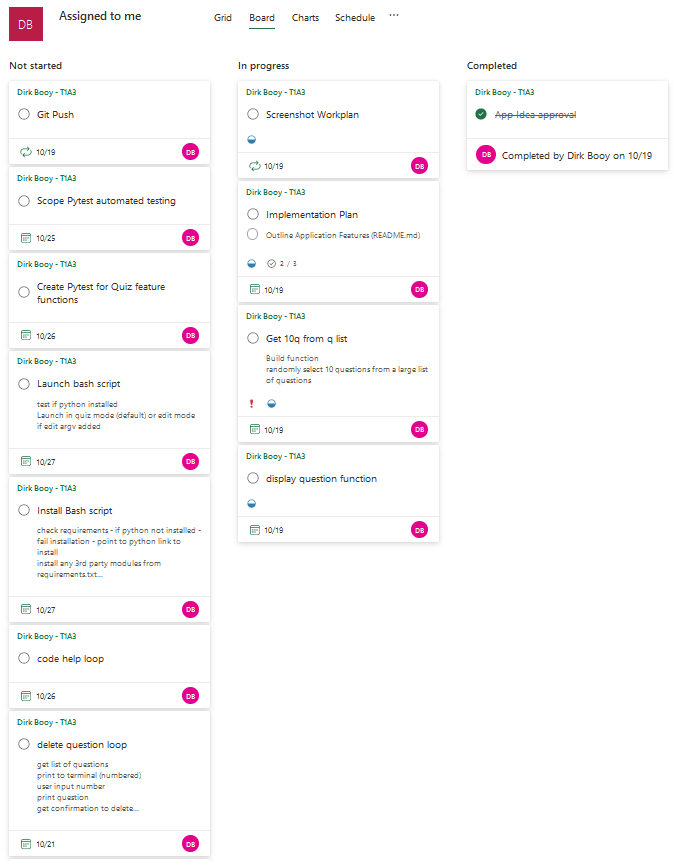 DB
Assigned to me
Grid
Board
Charts
Schedule
...
Not started
Dirk Booy - T1A3
Git Push
10/19
DB
Dirk Booy - T1A3
Scope Pytest automated testing
10/25
DB
Dirk Booy - T1A3
Create Pytest for Quiz feature
functions
10/26
DB
Dirk Booy - T1A3
Launch bash script
test if python installed
Launch in quiz mode (default) or edit mode
if edit argv added
10/27
DB
Dirk Booy - T1A3
Install Bash script
check requirements - if python not installed -
fail installation - point to python link to
install
install any 3rd party modules from
requirements.txt...
10/27
DB
Dirk Booy - T1A3
code help loop
10/26
DB
Dirk Booy - T1A3
delete question loop
get list of questions
print to terminal (numbered)
user input number
print question
get confirmation to delete...
10/21
DB
In progress
Dirk Booy - T1A3
Screenshot Workplan
10/19
DB
Dirk Booy - T1A3
Implementation Plan
Outline Application Features (README.md)
2 / 3
10/19
DB
Dirk Booy - T1A3
Get 10q from q list
Build function
randomly select 10 questions from a large list
of questions
10/19
DB
Dirk Booy - T1A3
display question function
10/19
DB
Completed
Dirk Booy - T1A3
App Idea approval
DB
Completed by Dirk Booy on 10/19